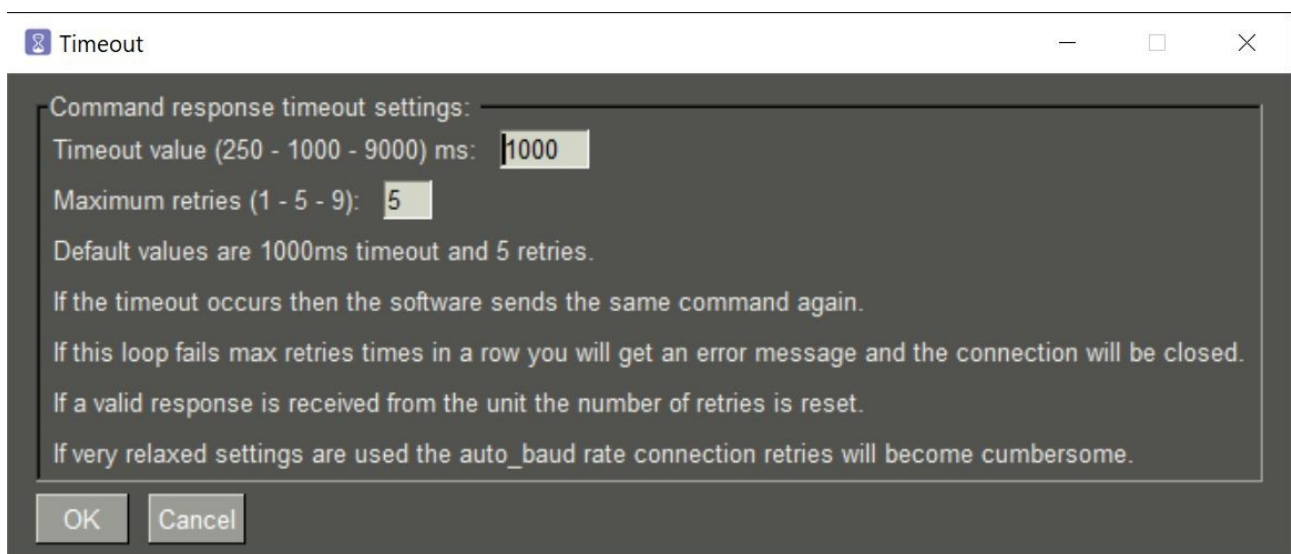 Timeout
Command response timeout settings:
Timeout value (250 - 1000 - 9000) ms: 1000
Maximum retries (1 - 5 - 9): 5
Default values are 1000ms timeout and 5 retries.
If the timeout occurs then the software sends the same command again.
If this loop fails max retries times in a row you will get an error message and the connection will be closed.
If a valid response is received from the unit the number of retries is reset.
If very relaxed settings are used the auto_baud rate connection retries will become cumbersome.
OK Cancel